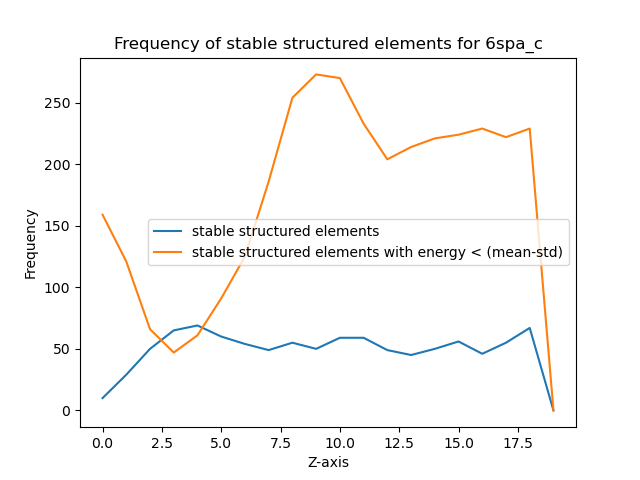 Frequency of stable structured elements for 6spa_c
250
200
150
100
50
0
Frequency
stable structured elements
stable structured elements with energy < (mean-std)
0.0 2.5 5.0 7.5 10.0 12.5 15.0 17.5
Z-axis